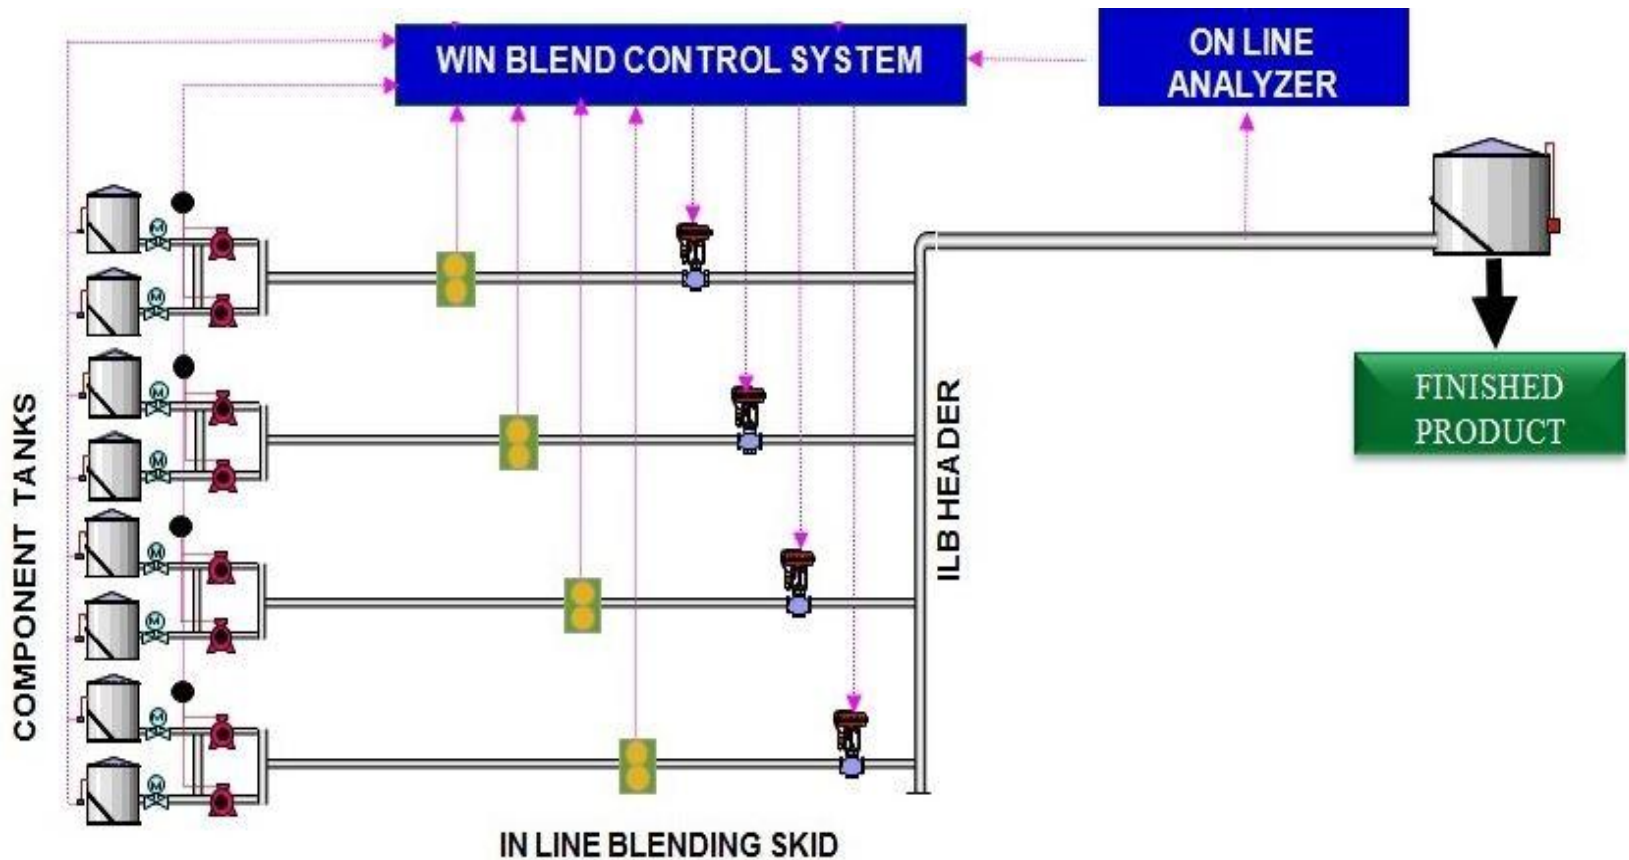 WIN BLEND CONTROL SYSTEM
ON LINE
ANALYZER
M
M
M
M
M
M
M
M
COMPONENT TANKS
ILB HEADER
FINISHED
PRODUCT
IN LINE BLENDING SKID